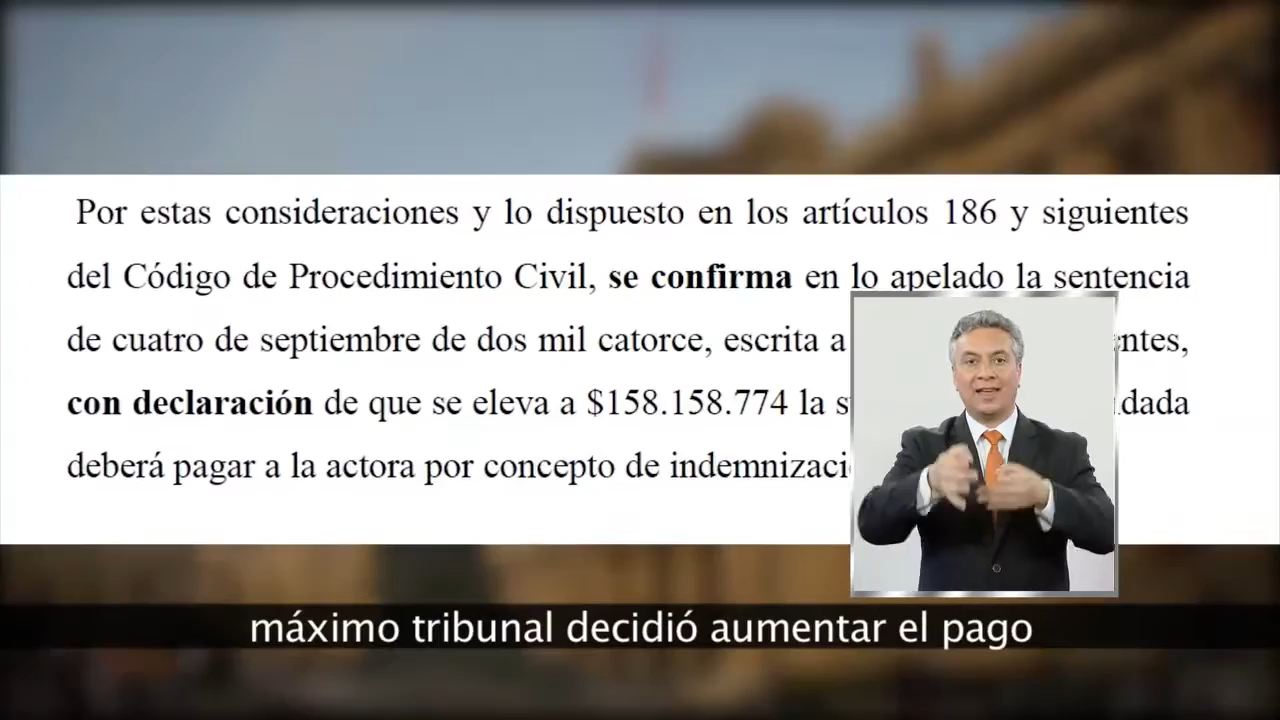 Por estas consideraciones y lo dispuesto en los artículos 186 y siguientes
del Código de Procedimiento Civil, se confirma en lo apelado la sentencia
de cuatro de septiembre de dos mil catorce, escrita a
con declaración de que se eleva a $158.158.774 la
deberá pagar a la actora por concepto de
máximo tribunal decidió aumentar el pago